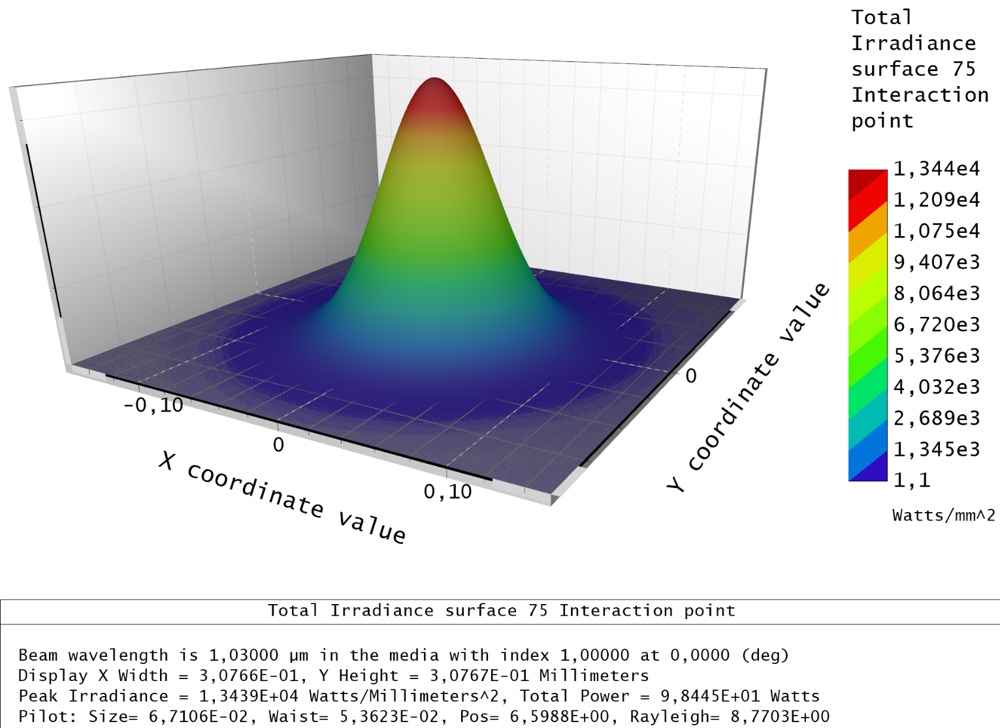 Total
Irradiance
surface 75
Interaction
point
1,344e4
1,209e4
1,075e4
9,407e3
8,064e3
6,720e3
5,376e3
4,032e3
2,689e3
1,345e3
1,1
Watts/mm^2
-0,10
0
0,10
X coordinate value
0
Y coordinate value
Total Irradiance surface 75 Interaction point
Beam wavelength is 1,03000 µm in the media with index 1,00000 at 0,0000 (deg)
Display X Width = 3,0766E-01, Y Height = 3,0767E-01 Millimeters
Peak Irradiance = 1,3439E+04 Watts/Millimeters^2, Total Power = 9,8445E+01 Watts
Pilot: Size= 6,7106E-02, Waist= 5,3623E-02, Pos= 6,5988E+00, Rayleigh= 8,7703E+00